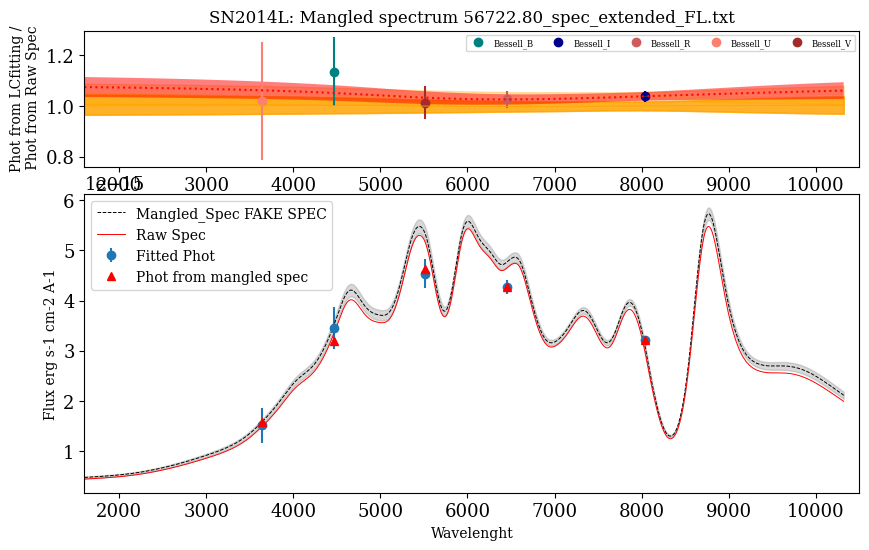 SN2014L: Mangled spectrum 56722.80_spec_extended_FL.txt
Phot from LCfitting /
Phot from Raw Spec
Bessell_B Bessell_I Bessell_R Bessell_U Bessell_V
1.2
1.0
0.8
2000 3000 4000 5000 6000 7000 8000 9000 10000
1e−15
Flux erg s-1 cm-2 A-1
Mangled_Spec FAKE SPEC
Raw Spec
Fitted Phot
Phot from mangled spec
6
5
4
3
2
1
2000 3000 4000 5000 6000 7000 8000 9000 10000
Wavelenght